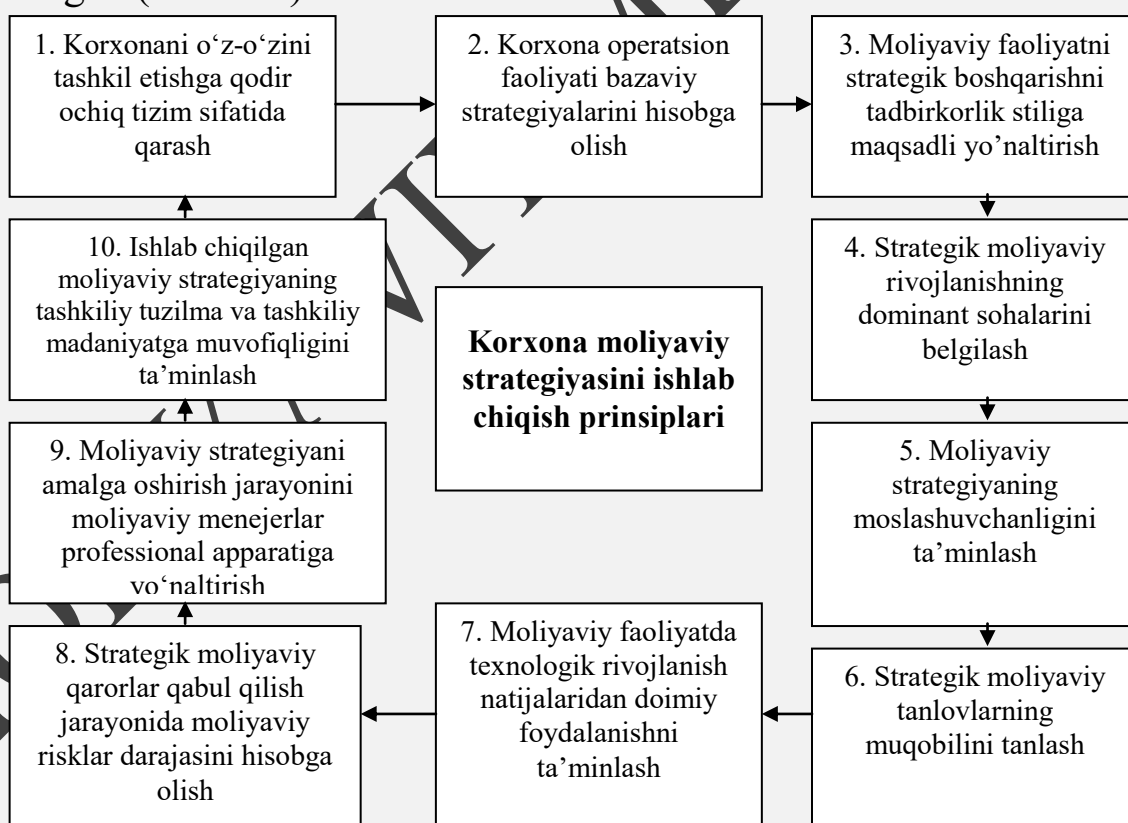 1. Korxonani o‘z-o‘zini
tashkil etishga qodir
ochiq tizim sifatida
qarash
2. Korxona operatsion
faoliyati bazaviy
strategiyalarini hisobga
olish
3. Moliyaviy faoliyatni
strategik boshqarishni
tadbirkorlik stiliga
maqsadli yo’naltirish
4. Strategik moliyaviy
rivojlanishning
dominant sohalarini
belgilash
5. Moliyaviy
strategiyaning
moslashuvchanligini
ta’minlash
6. Strategik moliyaviy
tanlovlarning
muqobilini tanlash
7. Moliyaviy faoliyatda
texnologik rivojlanish
natijalaridan doimiy
foydalanishni
ta’minlash
8. Strategik moliyaviy
qarorlar qabul qilish
jarayonida moliyaviy
risklar darajasini hisobga
olish
9. Moliyaviy strategiyani
amalga oshirish jarayonini
moliyaviy menejerlar
professional apparatiga
yo‘naltirish
10. Ishlab chiqilgan
moliyaviy strategiyaning
tashkiliy tuzilma va tashkiliy
madaniyatga muvofiqligini
ta’minlash
Korxona moliyaviy
strategiyasini ishlab
chiqish prinsiplari